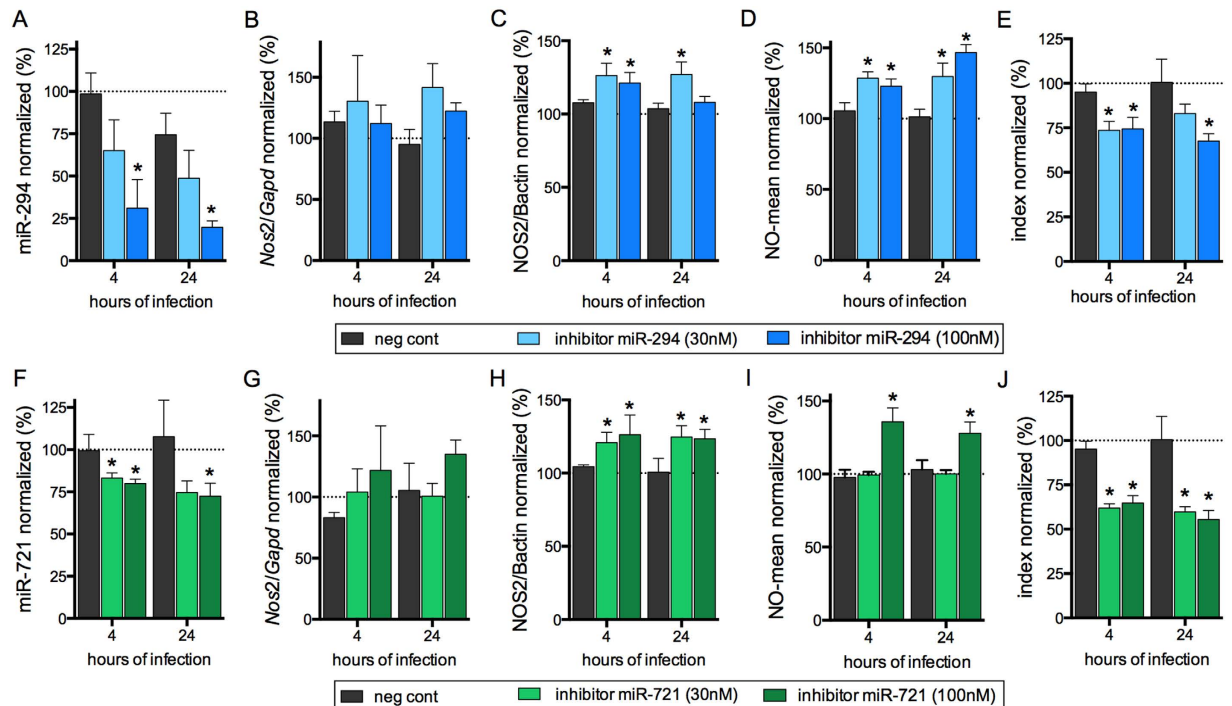 A
miR-294 normalized (%)
125
100
75
50
25
0
*
*
4
24
hours of infection
B
Nos2/Gapd normalized (%)
150
100
50
0
4
24
hours of infection
C
NOS2/Bactin normalized (%)
150
100
50
0
*
*
*
4
24
hours of infection
D
NO-mean normalized (%)
150
100
50
0
*
*
*
*
4
24
hours of infection
E
index normalized (%)
125
100
75
50
25
0
*
*
*
4
24
hours of infection
neg cont inhibitor miR-294 (30nM) inhibitor miR-294 (100nM)
F
miR-721 normalized (%)
125
100
75
50
25
0
*
*
*
4
24
hours of infection
G
Nos2/Gapd normalized (%)
150
100
50
0
4
24
hours of infection
H
NOS2/Bactin normalized (%)
150
100
50
0
*
*
*
*
4
24
hours of infection
I
NO-mean normalized (%)
150
100
50
0
*
*
4
24
hours of infection
J
index normalized (%)
125
100
75
50
25
0
*
*
*
*
4
24
hours of infection
neg cont inhibitor miR-721 (30nM) inhibitor miR-721 (100nM)